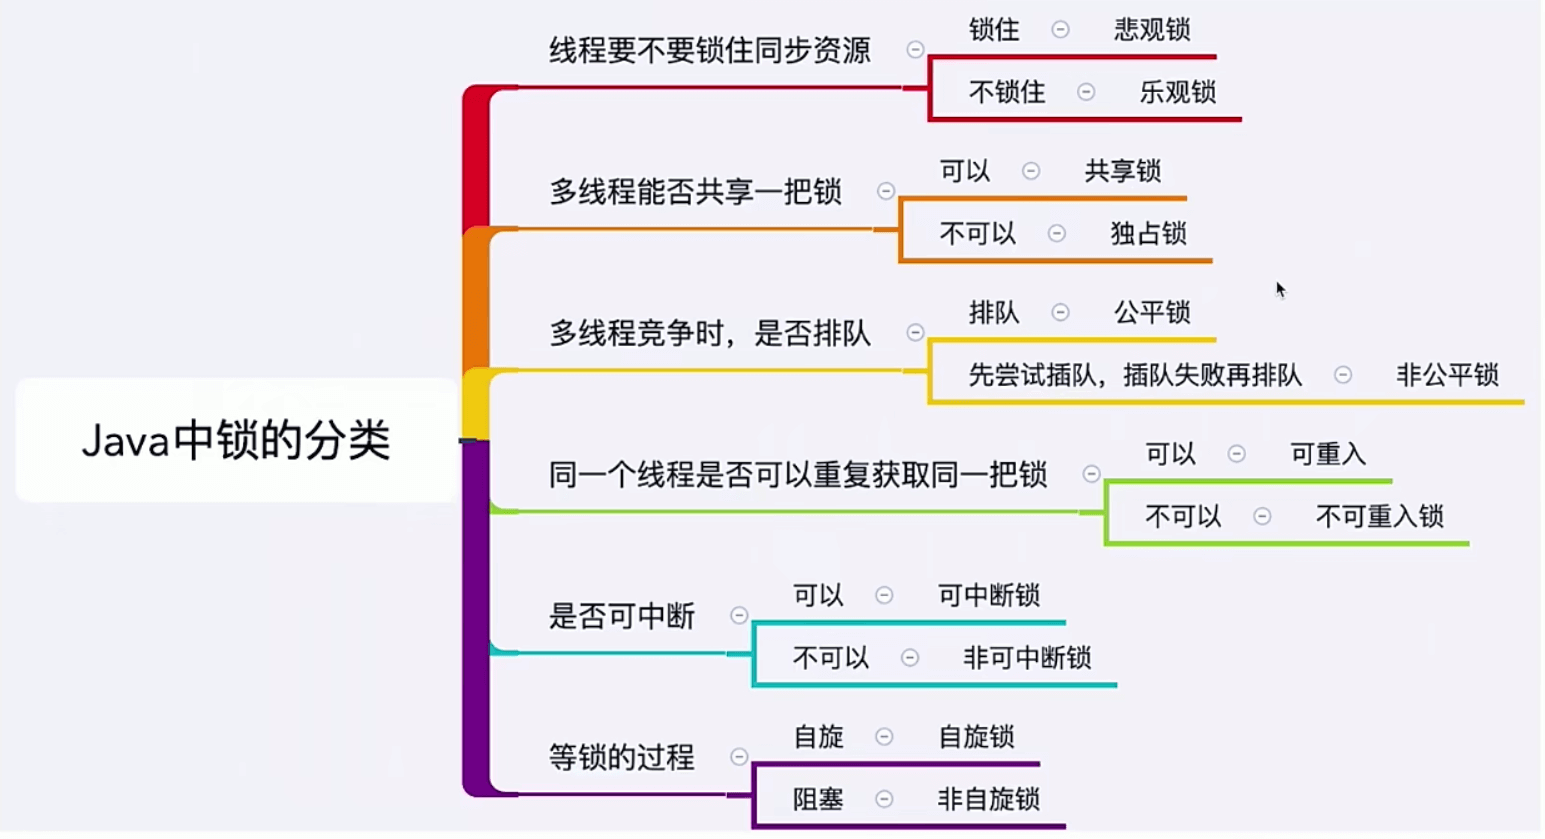 Java中锁的分类
线程要不要锁住同步资源
锁住 悲观锁
不锁住 乐观锁
多线程能否共享一把锁
可以 共享锁
不可以 独占锁
多线程竞争时，是否排队
排队 公平锁
先尝试插队，插队失败再排队 非公平锁
同一个线程是否可以重复获取同一把锁
可以 可重入
不可以 不可重入锁
是否可中断
可以 可中断锁
不可以 非可中断锁
等锁的过程
自旋 自旋锁
阻塞 非自旋锁